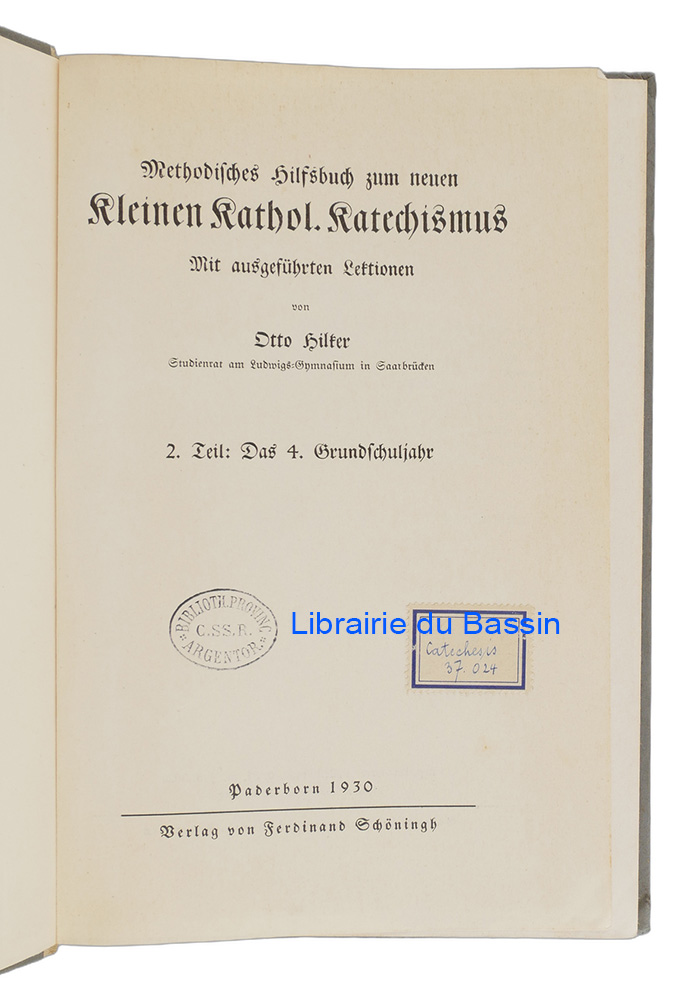 Methodisches Hilfsbuch zum neuen
Kleinen Kathol. Katechismus
Mit ausgeführten Lektionen
von
Otto Hilker
Studienrat am Ludwigs-Gymnasium in Saarbrücken
2. Teil: Das 4. Grundschuljahr
BIBLIOTH. PROVINC.
C.SS.R.
ARGENTOR.
Librairie du Bassin
Catechesis
37.024
Paderborn 1930
Verlag von Ferdinand Schöningh